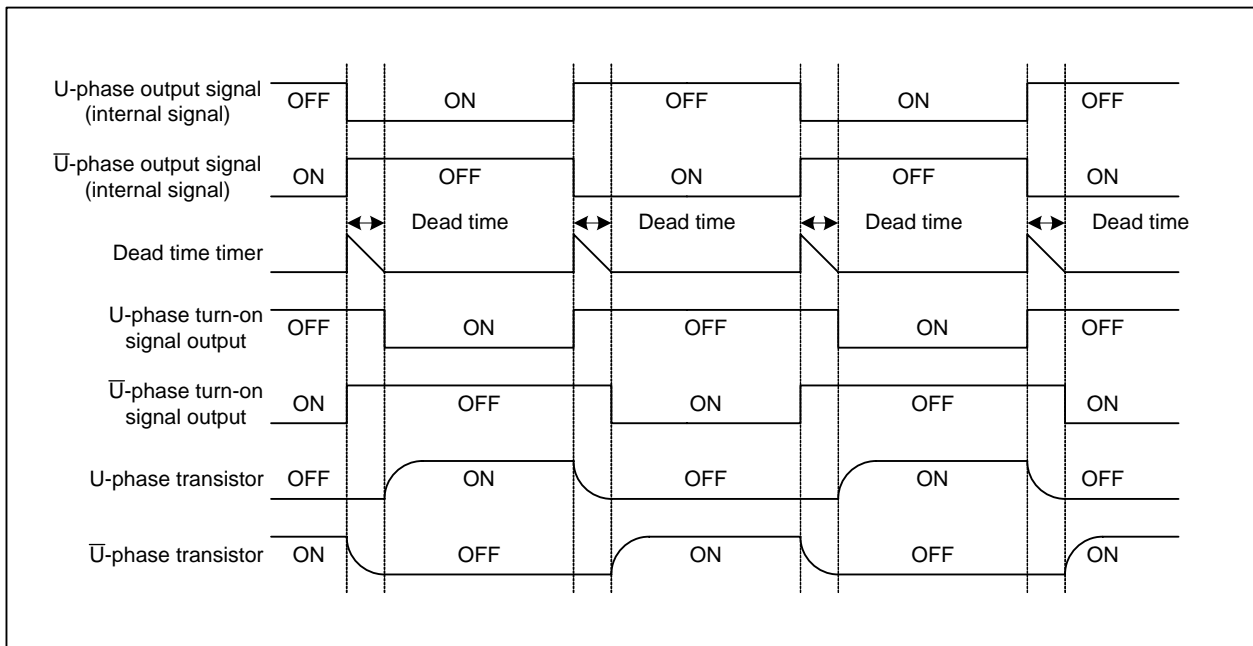 U-phase output signal
(internal signal)
OFF ON OFF ON OFF
U̅-phase output signal
(internal signal)
ON OFF ON OFF ON
Dead time Dead time Dead time Dead time
Dead time timer
U-phase turn-on
signal output
OFF ON OFF ON OFF
U̅-phase turn-on
signal output
ON OFF ON OFF ON
U-phase transistor
OFF ON OFF ON OFF
U̅-phase transistor
ON OFF ON OFF ON